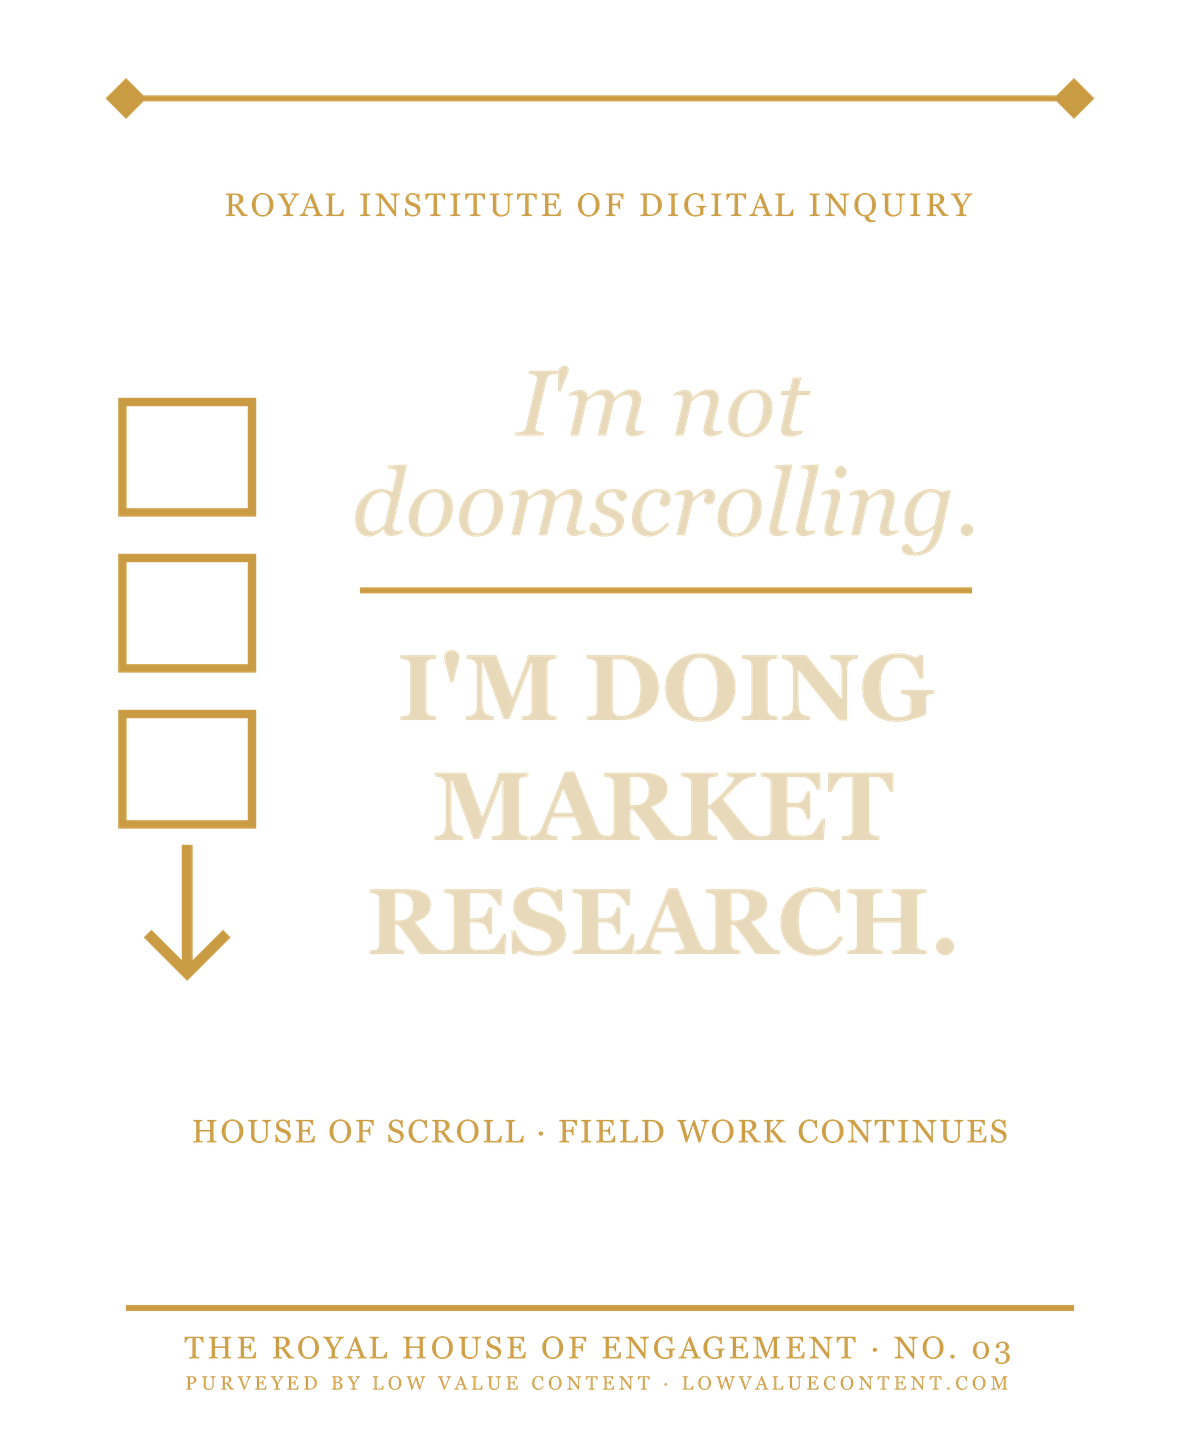 ROYAL INSTITUTE OF DIGITAL INQUIRY
I'm not
doomscrolling.
I'M DOING
MARKET
RESEARCH.
HOUSE OF SCROLL · FIELD WORK CONTINUES
THE ROYAL HOUSE OF ENGAGEMENT · NO. 03
PURVEYED BY LOW VALUE CONTENT · LOWVALUECONTENT.COM